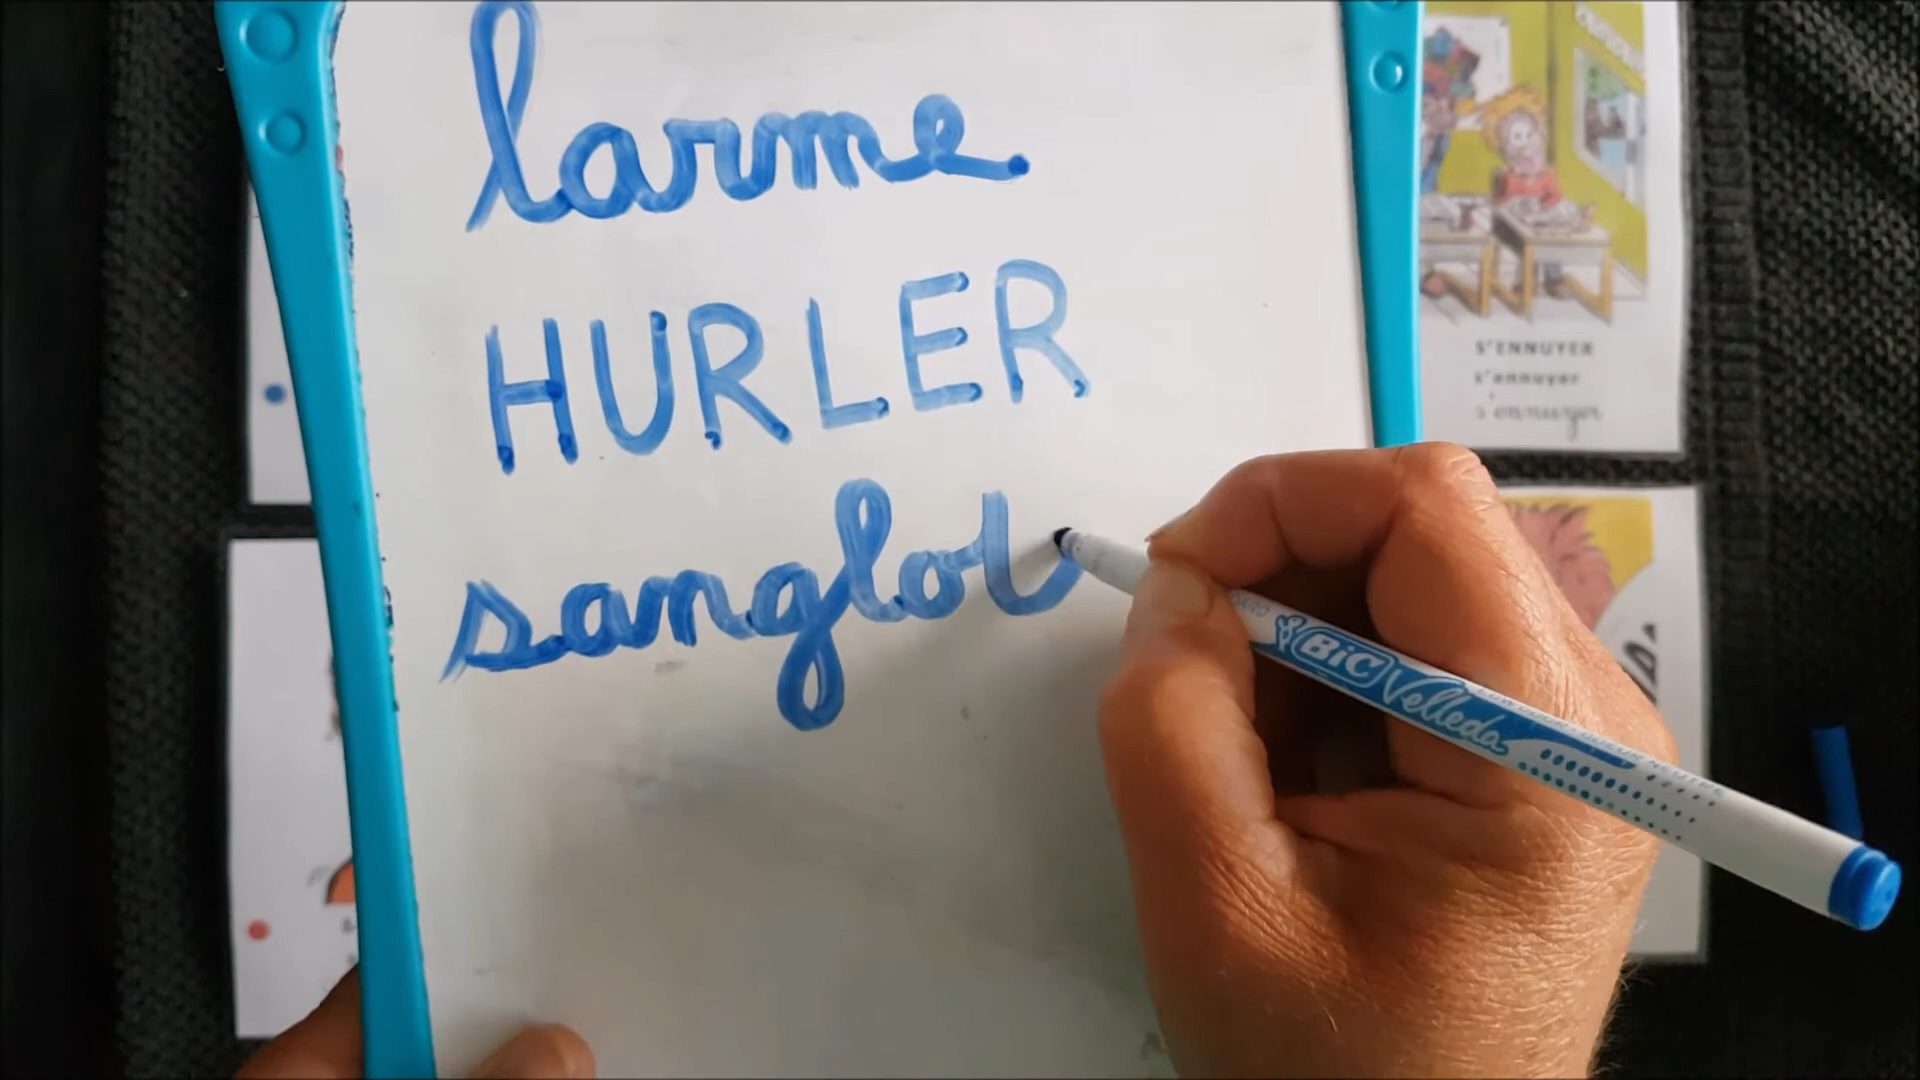 larme
HURLER
sanglot
S'ENNUYER
s'ennuyer
s'ennuyer
BIC Velleda